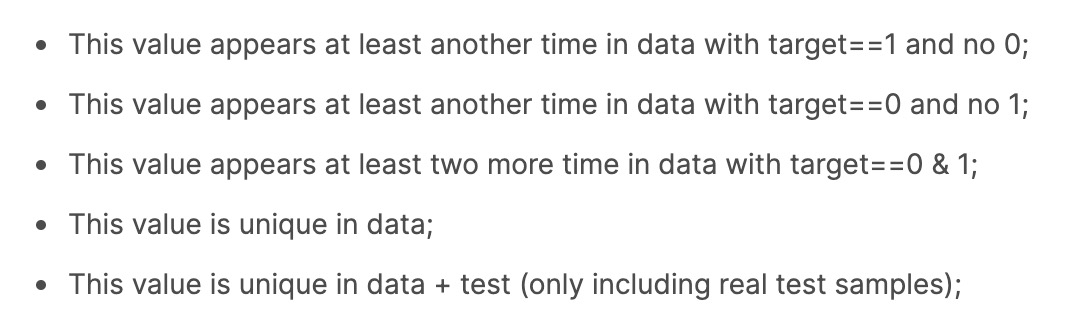 • This value appears at least another time in data with target==1 and no 0;
• This value appears at least another time in data with target==0 and no 1;
• This value appears at least two more time in data with target==0 & 1;
• This value is unique in data;
• This value is unique in data + test (only including real test samples);